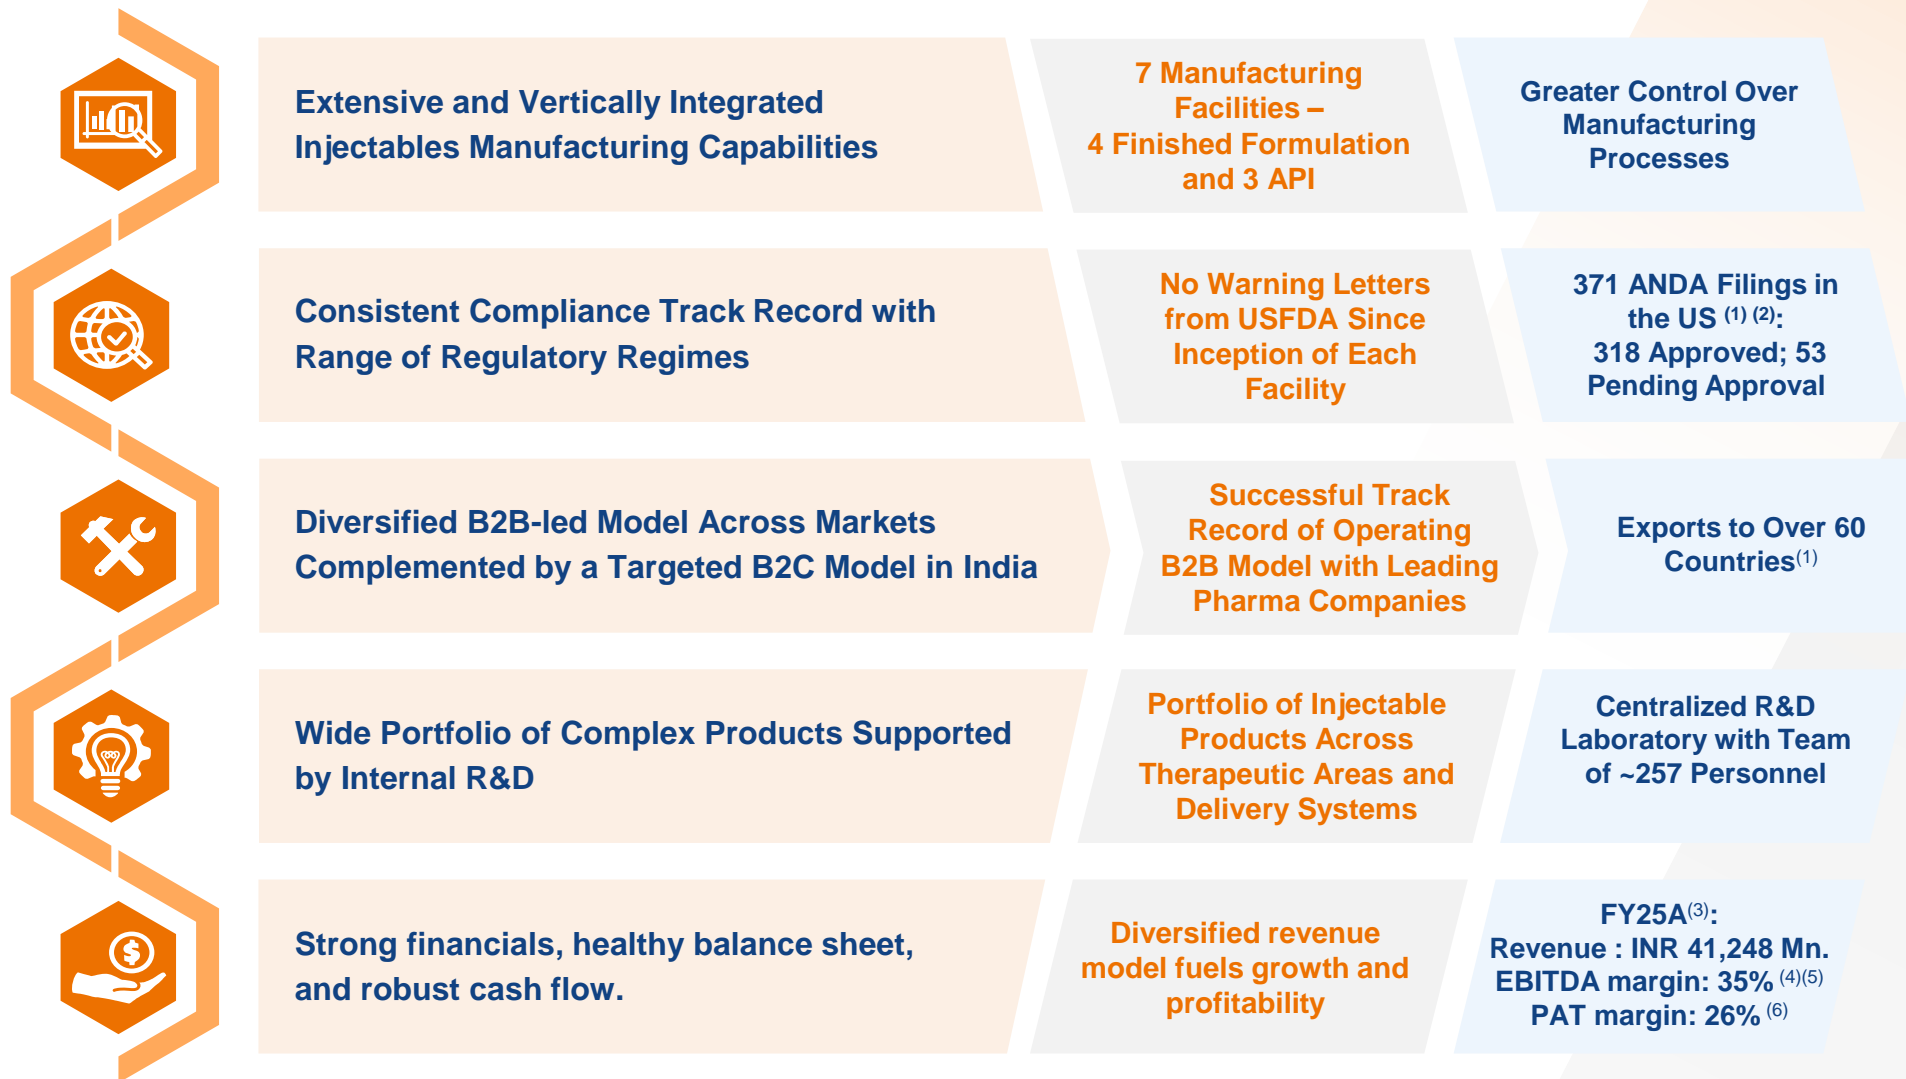 Extensive and Vertically Integrated
Injectables Manufacturing Capabilities
7 Manufacturing
Facilities –
4 Finished Formulation
and 3 API
Greater Control Over
Manufacturing
Processes
Consistent Compliance Track Record with
Range of Regulatory Regimes
No Warning Letters
from USFDA Since
Inception of Each
Facility
371 ANDA Filings in
the US (1) (2):
318 Approved; 53
Pending Approval
Diversified B2B-led Model Across Markets
Complemented by a Targeted B2C Model in India
Successful Track
Record of Operating
B2B Model with Leading
Pharma Companies
Exports to Over 60
Countries(1)
Wide Portfolio of Complex Products Supported
by Internal R&D
Portfolio of Injectable
Products Across
Therapeutic Areas and
Delivery Systems
Centralized R&D
Laboratory with Team
of ~257 Personnel
Strong financials, healthy balance sheet,
and robust cash flow.
Diversified revenue
model fuels growth and
profitability
FY25A(3):
Revenue : INR 41,248 Mn.
EBITDA margin: 35% (4)(5)
PAT margin: 26% (6)